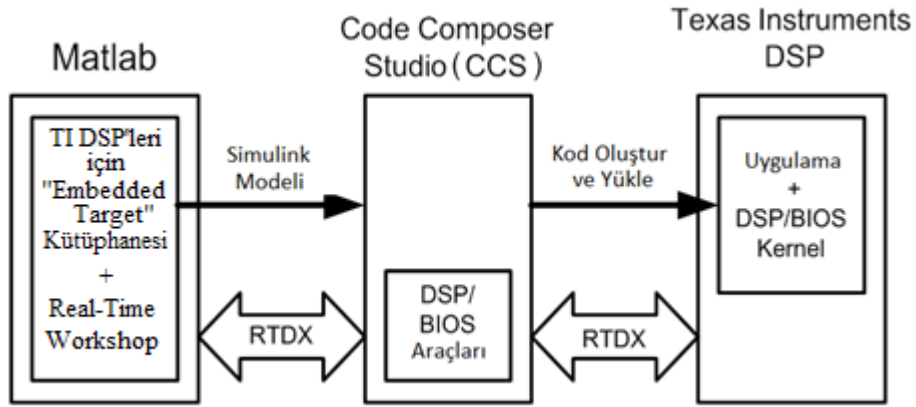 Matlab
Code Composer
Studio (CCS)
Texas Instruments
DSP
TI DSP'leri
için
"Embedded
Target"
Kütüphanesi
+
Real-Time
Workshop
Simulink
Modeli
RTDX
DSP/
BIOS
Araçları
Kod Oluştur
ve Yükle
RTDX
Uygulama
+
DSP/BIOS
Kernel